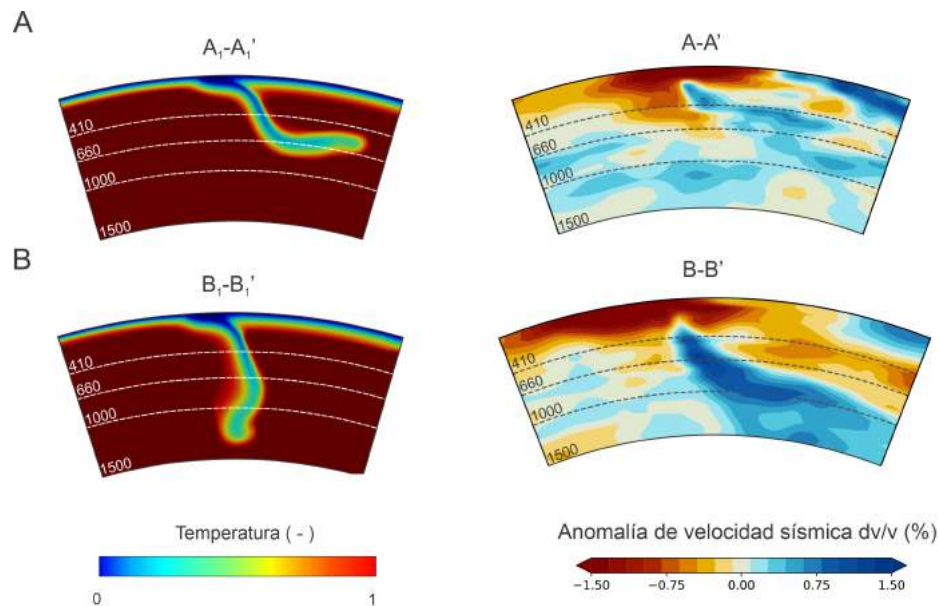 A
A₁-A₁'
A-A'
410
660
1000
1500
410
660
1000
1500
B
B₁-B₁'
B-B'
410
660
1000
1500
410
660
1000
1500
Temperatura ( - )
0 1
Anomalía de velocidad sísmica dv/v (%)
−1.50 −0.75 0.00 0.75 1.50